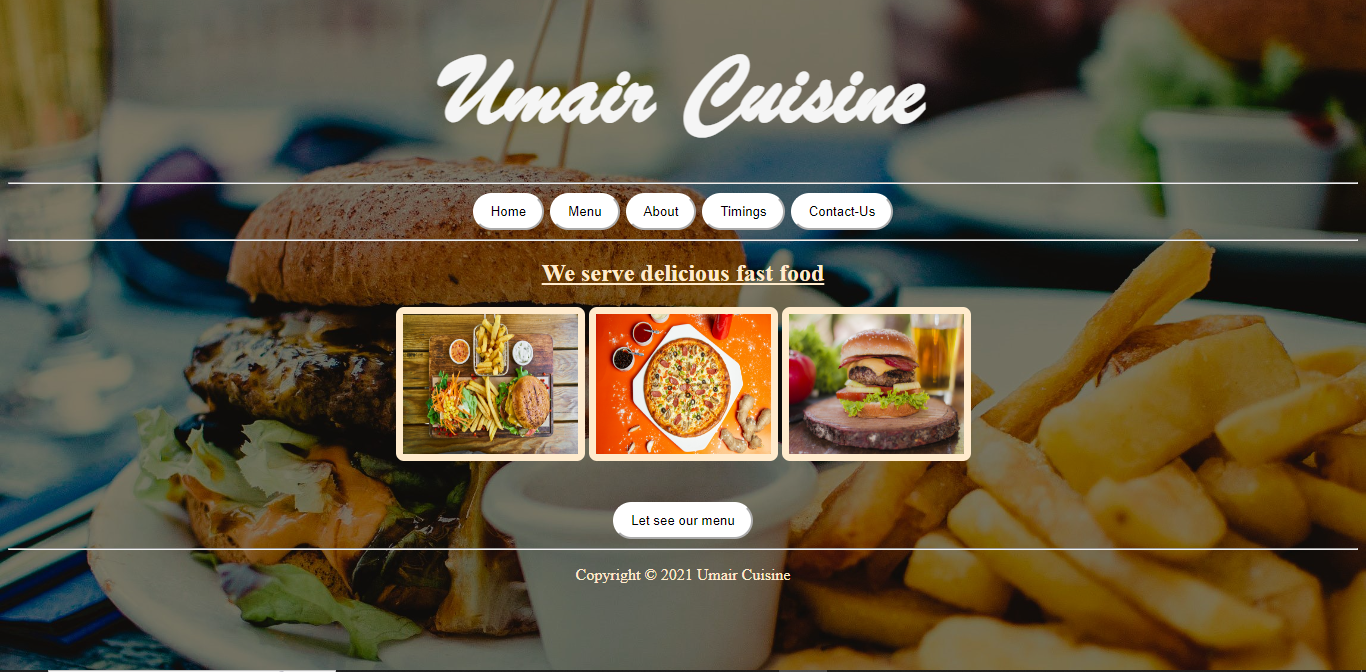 Umair Cuisine
Home Menu About Timings Contact-Us
We serve delicious fast food
Let see our menu
Copyright © 2021 Umair Cuisine